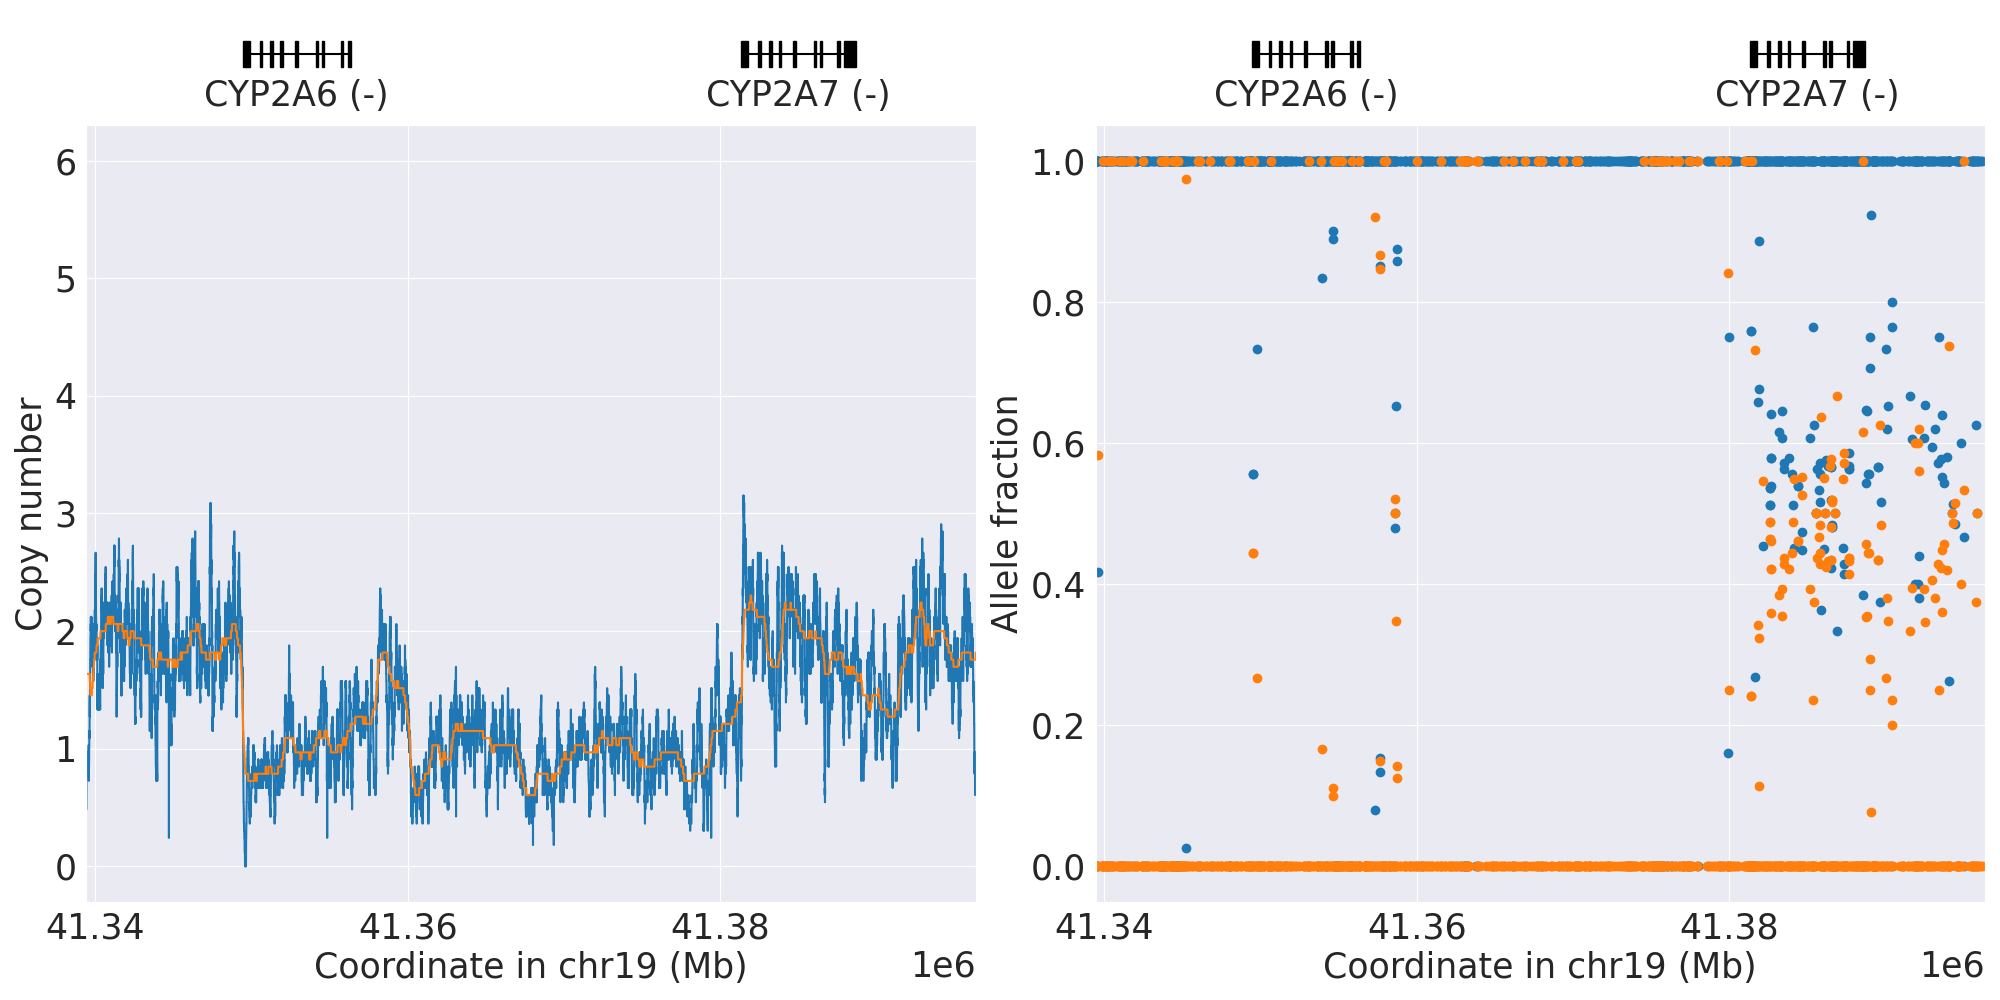 CYP2A6 (-)
CYP2A7 (-)
6
5
4
3
2
1
0
Copy number
41.34
41.36
41.38
Coordinate in chr19 (Mb)
1e6
CYP2A6 (-)
CYP2A7 (-)
1.0
0.8
0.6
0.4
0.2
0.0
Allele fraction
41.34
41.36
41.38
Coordinate in chr19 (Mb)
1e6